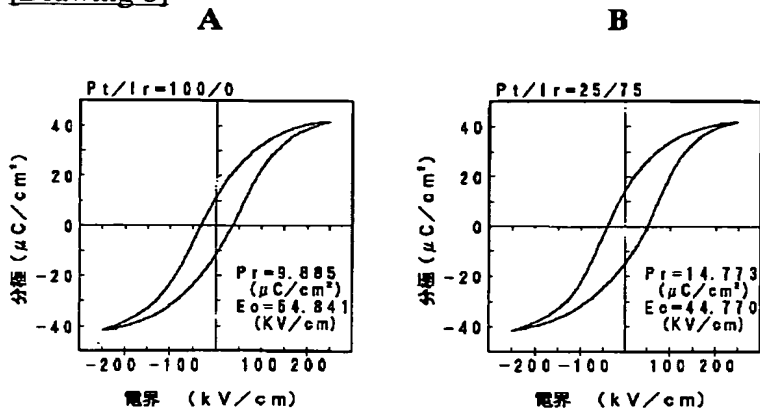 A
B
Pt/Ir=100/0
Pt/Ir=25/75
分極(μC/cm²)
40
20
0
-20
-40
Pr=9.885
(μC/cm²)
Ec=54.841
(KV/cm)
-200 -100 0 100 200
電界 (kV/cm)
分極(μC/cm²)
40
20
0
-20
-40
Pr=14.773
(μC/cm²)
Ec=44.770
(KV/cm)
-200 -100 0 100 200
電界 (kV/cm)